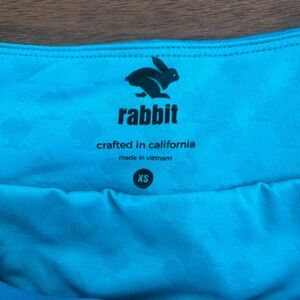 rabbit
crafted in california
made in vietnam
XS